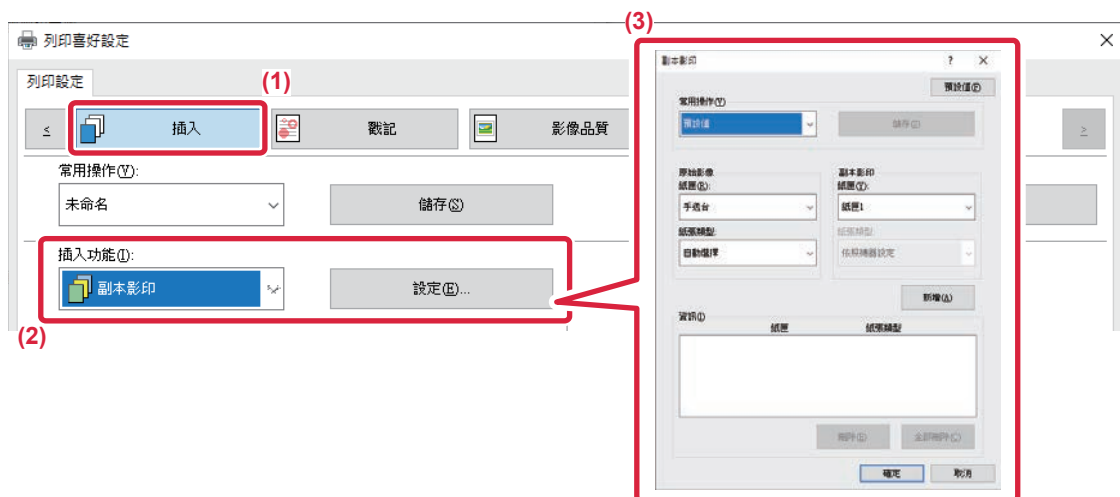 (3)
列印喜好設定
列印設定
(1)
≤ 插入 戳記 影像品質 ≥
常用操作(V):
未命名 儲存(S)
插入功能(I):
副本影印 設定(E)...
(2)
副本影印 ?
預設值(F)
常用操作(V)
預設值 儲存(S)
原始影像
紙匣(R):
手送台
紙張類型:
自動選擇
副本影印
紙匣(T):
紙匣1
紙張類型:
依照機器設定
新增(A)
資訊(I)
紙匣 紙張類型
刪除(D) 全部刪除(C)
確定 取消